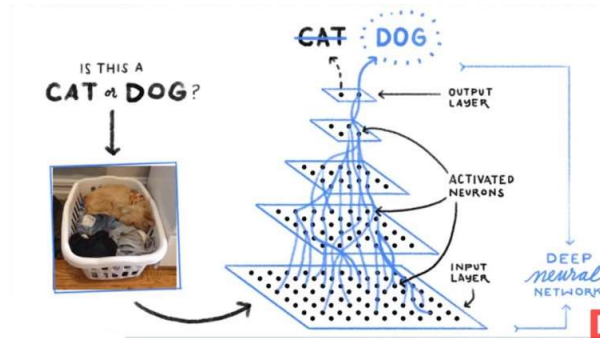 CAT DOG
IS THIS A
CAT or DOG?
OUTPUT
LAYER
ACTIVATED
NEURONS
INPUT
LAYER
DEEP
neural
NETWORK